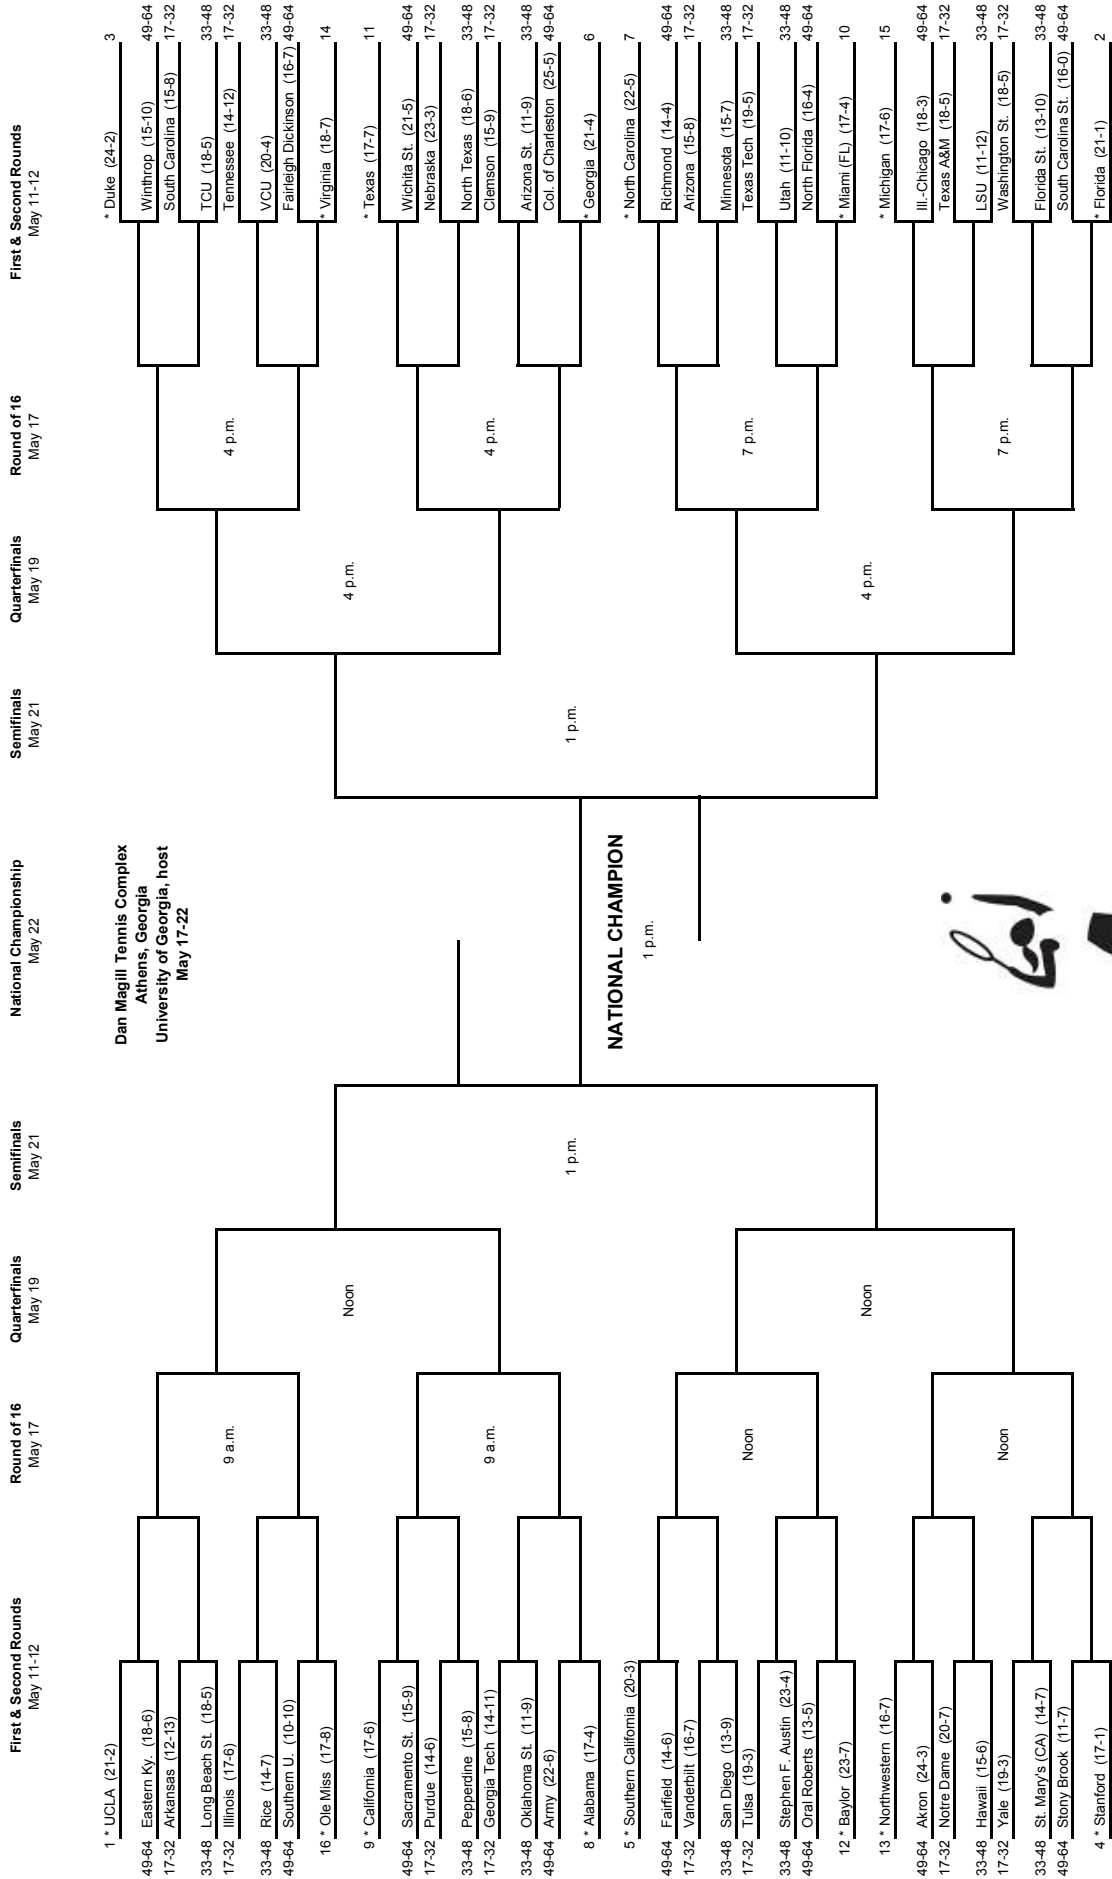 First & Second Rounds
May 11-12
Round of 16
May 17
Quarterfinals
May 19
Semifinals
May 21
National Championship
May 22
Semifinals
May 21
Quarterfinals
May 19
Round of 16
May 17
First & Second Rounds
May 11-12
Dan Magill Tennis Complex
Athens, Georgia
University of Georgia, host
May 17-22
1 * UCLA (21-2)
49-64 Eastern Ky. (18-6)
17-32 Arkansas (12-13)
33-48 Long Beach St. (18-5)
17-32 Illinois (17-6)
33-48 Rice (14-7)
49-64 Southern U. (10-10)
16 * Ole Miss (17-8)
9 * California (17-6)
49-64 Sacramento St. (15-9)
17-32 Purdue (14-6)
33-48 Pepperdine (15-8)
17-32 Georgia Tech (14-11)
33-48 Oklahoma St. (11-9)
49-64 Army (22-6)
8 * Alabama (17-4)
5 * Southern California (20-3)
49-64 Fairfield (14-6)
17-32 Vanderbilt (16-7)
33-48 San Diego (13-9)
17-32 Tulsa (19-3)
33-48 Stephen F. Austin (23-4)
49-64 Oral Roberts (13-5)
12 * Baylor (23-7)
13 * Northwestern (16-7)
49-64 Akron (24-3)
17-32 Notre Dame (20-7)
33-48 Hawaii (15-6)
17-32 Yale (19-3)
33-48 St. Mary's (CA) (14-7)
49-64 Stony Brook (11-7)
4 * Stanford (17-1)
9 a.m.
9 a.m.
Noon
Noon
Noon
Noon
1 p.m.
NATIONAL CHAMPION
1 p.m.
1 p.m.
4 p.m.
4 p.m.
4 p.m.
4 p.m.
7 p.m.
7 p.m.
* Duke (24-2) 3
Winthrop (15-10) 49-64
South Carolina (15-8) 17-32
TCU (18-5) 33-48
Tennessee (14-12) 17-32
VCU (20-4) 33-48
Fairleigh Dickinson (16-7) 49-64
* Virginia (18-7) 14
* Texas (17-7) 11
Wichita St. (21-5) 49-64
Nebraska (23-3) 17-32
North Texas (18-6) 33-48
Clemson (15-9) 17-32
Arizona St. (11-9) 33-48
Col. of Charleston (25-5) 49-64
* Georgia (21-4) 6
* North Carolina (22-5) 7
Richmond (14-4) 49-64
Arizona (15-8) 17-32
Minnesota (15-7) 33-48
Texas Tech (19-5) 17-32
Utah (11-10) 33-48
North Florida (16-4) 49-64
* Miami (FL) (17-4) 10
* Michigan (17-6) 15
Ill.-Chicago (18-3) 49-64
Texas A&M (18-5) 17-32
LSU (11-12) 33-48
Washington St. (18-5) 17-32
Florida St. (13-10) 33-48
South Carolina St. (16-0) 49-64
* Florida (21-1) 2